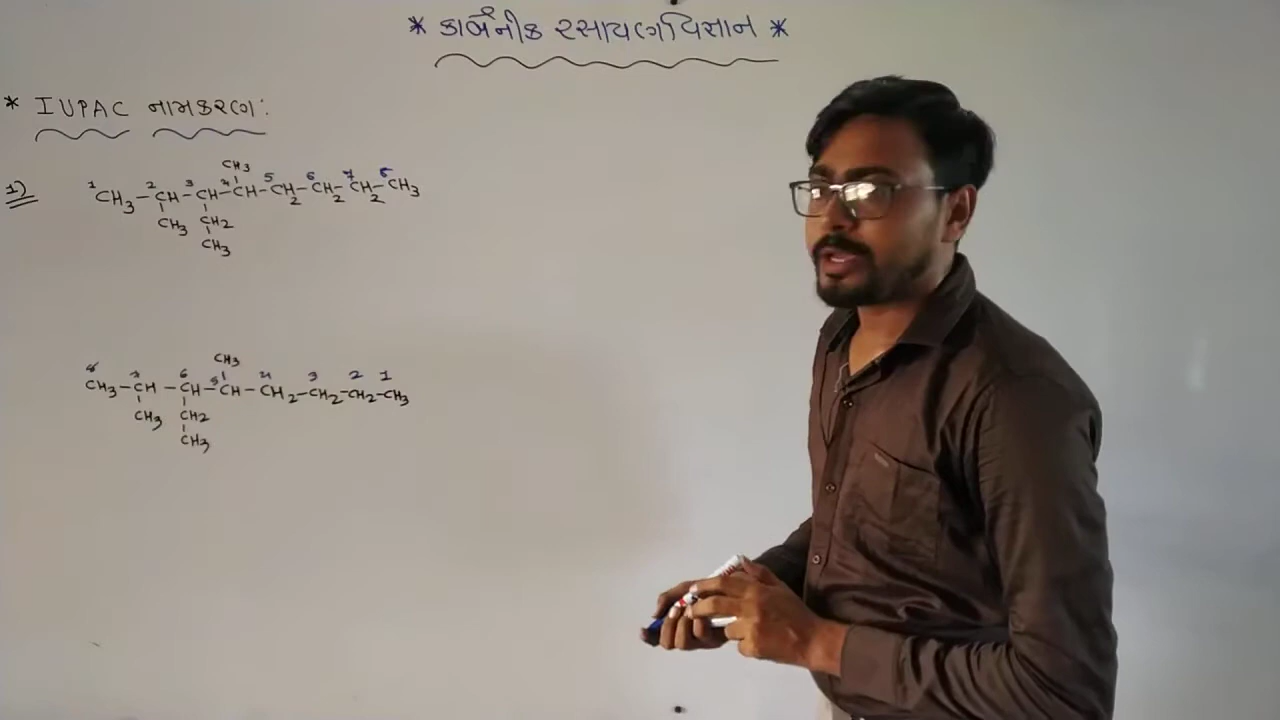 * કાર્બનીક રસાયણવિજ્ઞાન *
* IUPAC નામકરણ:
CH3
1) 1CH3-2CH-3CH-4CH-5CH2-6CH2-7CH2-8CH3
CH3 CH2
CH3
CH3
8CH3-7CH-6CH-5CH-4CH2-3CH2-2CH2-1CH3
CH3 CH2
CH3